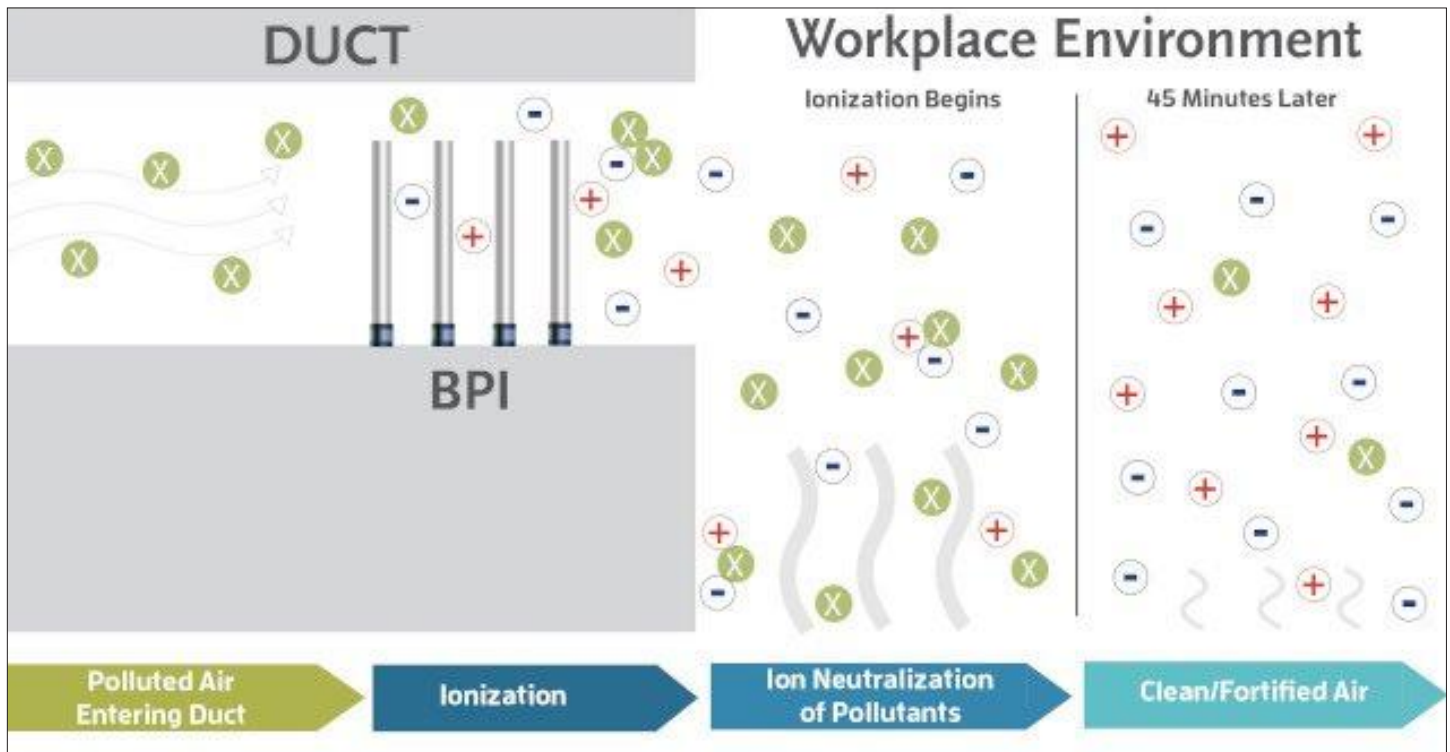 DUCT
Workplace Environment
Ionization Begins
45 Minutes Later
X
X
X
X
X
X
-
+
-
+
-
X
X
X
+
-
BPI
-
+
-
X
X
-
+
X
-
X
X
X
-
-
X
+
X
-
+
X
X
+
+
-
-
-
X
+
+
+
-
-
+
X
-
+
-
-
-
+
-
Polluted Air
Entering Duct
Ionization
Ion Neutralization
of Pollutants
Clean/Fortified Air